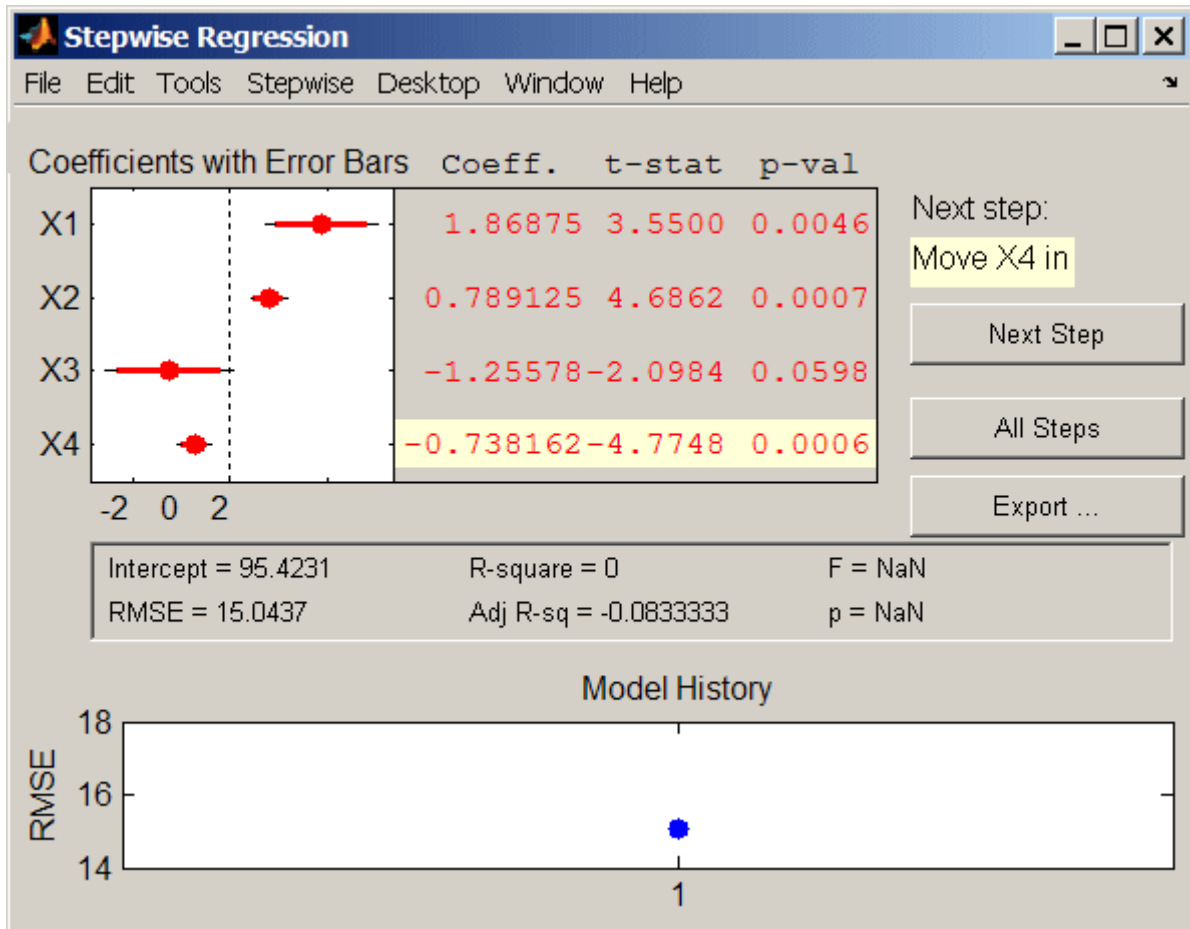 Stepwise Regression
File Edit Tools Stepwise Desktop Window Help
Coefficients with Error Bars Coeff. t-stat p-val
X1 1.86875 3.5500 0.0046
X2 0.789125 4.6862 0.0007
X3 -1.25578 -2.0984 0.0598
X4 -0.738162 -4.7748 0.0006
-2 0 2
Next step:
Move X4 in
Next Step
All Steps
Export ...
Intercept = 95.4231 R-square = 0 F = NaN
RMSE = 15.0437 Adj R-sq = -0.0833333 p = NaN
Model History
RMSE
18
16
14
1